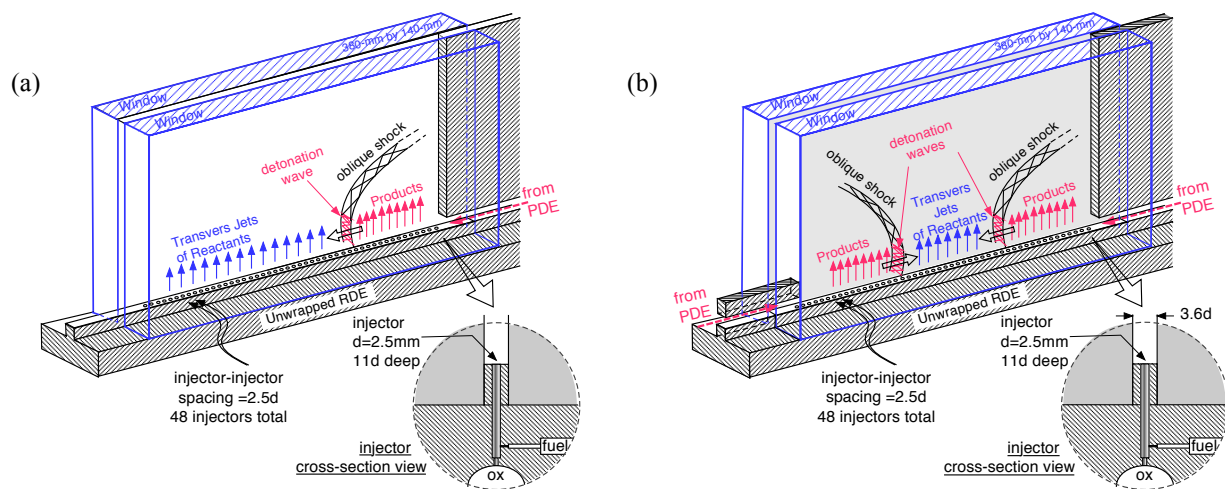 (a)
360-mm by 140-mm
Window
Window
oblique shock
detonation
wave
Products
from
PDE
Transvers Jets
of Reactants
Unwrapped RDE
injector
d=2.5mm
11d deep
injector-injector
spacing =2.5d
48 injectors total
fuel
injector
cross-section view
ox
(b)
360-mm by 140-mm
Window
Window
detonation
waves
oblique shock
oblique shock
Products
from
PDE
Transvers
Jets
of Reactants
Products
from
PDE
Unwrapped RDE
injector
d=2.5mm
11d deep
3.6d
injector-injector
spacing =2.5d
48 injectors total
fuel
injector
cross-section view
ox